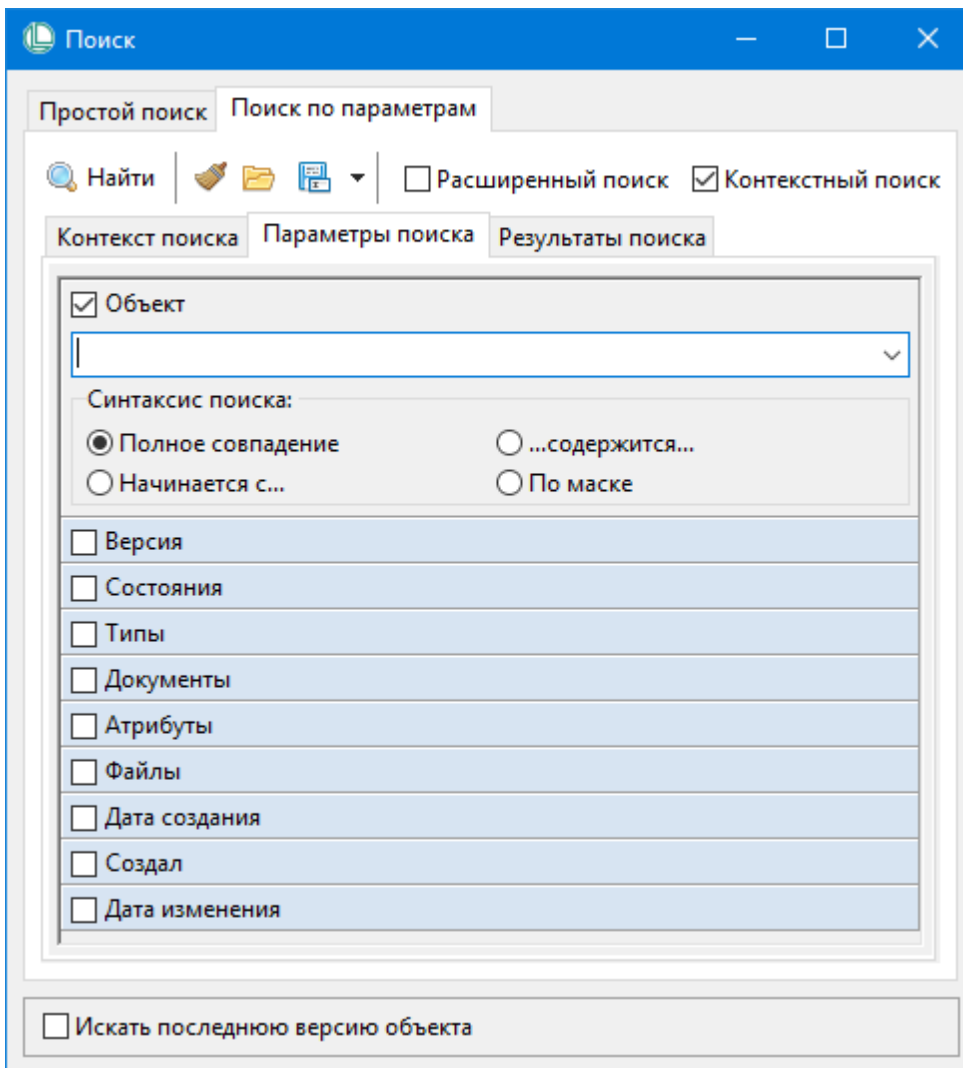 Поиск
Простой поиск Поиск по параметрам
Найти Расширенный поиск Контекстный поиск
Контекст поиска Параметры поиска Результаты поиска
Объект
Синтаксис поиска:
Полное совпадение ...содержится...
Начинается с... По маске
Версия
Состояния
Типы
Документы
Атрибуты
Файлы
Дата создания
Создал
Дата изменения
Искать последнюю версию объекта